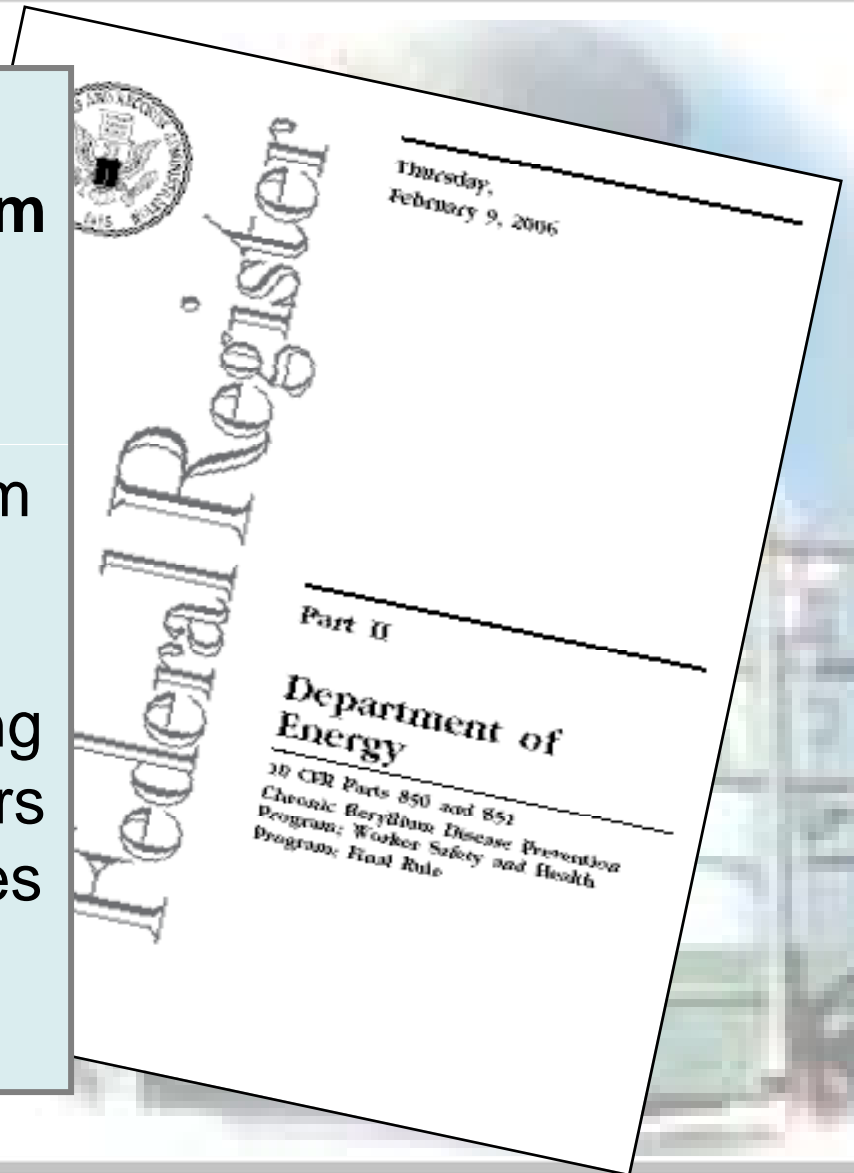 m
m
ng
rs
es
Federal Register
Thursday,
February 9, 2006
Part II
Department of
Energy
10 CFR Parts 850 and 851
Chronic Beryllium Disease Prevention
Program; Worker Safety and Health
Program; Final Rule